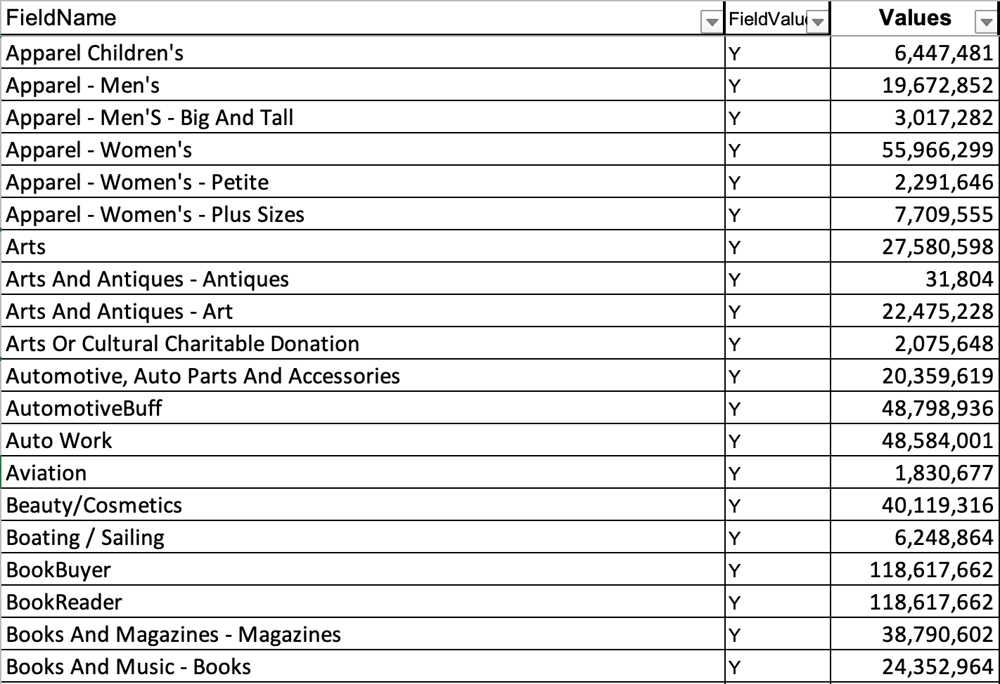 FieldName FieldValu Values
Apparel Children's Y 6,447,481
Apparel - Men's Y 19,672,852
Apparel - Men'S - Big And Tall Y 3,017,282
Apparel - Women's Y 55,966,299
Apparel - Women's - Petite Y 2,291,646
Apparel - Women's - Plus Sizes Y 7,709,555
Arts Y 27,580,598
Arts And Antiques - Antiques Y 31,804
Arts And Antiques - Art Y 22,475,228
Arts Or Cultural Charitable Donation Y 2,075,648
Automotive, Auto Parts And Accessories Y 20,359,619
AutomotiveBuff Y 48,798,936
Auto Work Y 48,584,001
Aviation Y 1,830,677
Beauty/Cosmetics Y 40,119,316
Boating / Sailing Y 6,248,864
BookBuyer Y 118,617,662
BookReader Y 118,617,662
Books And Magazines - Magazines Y 38,790,602
Books And Music - Books Y 24,352,964